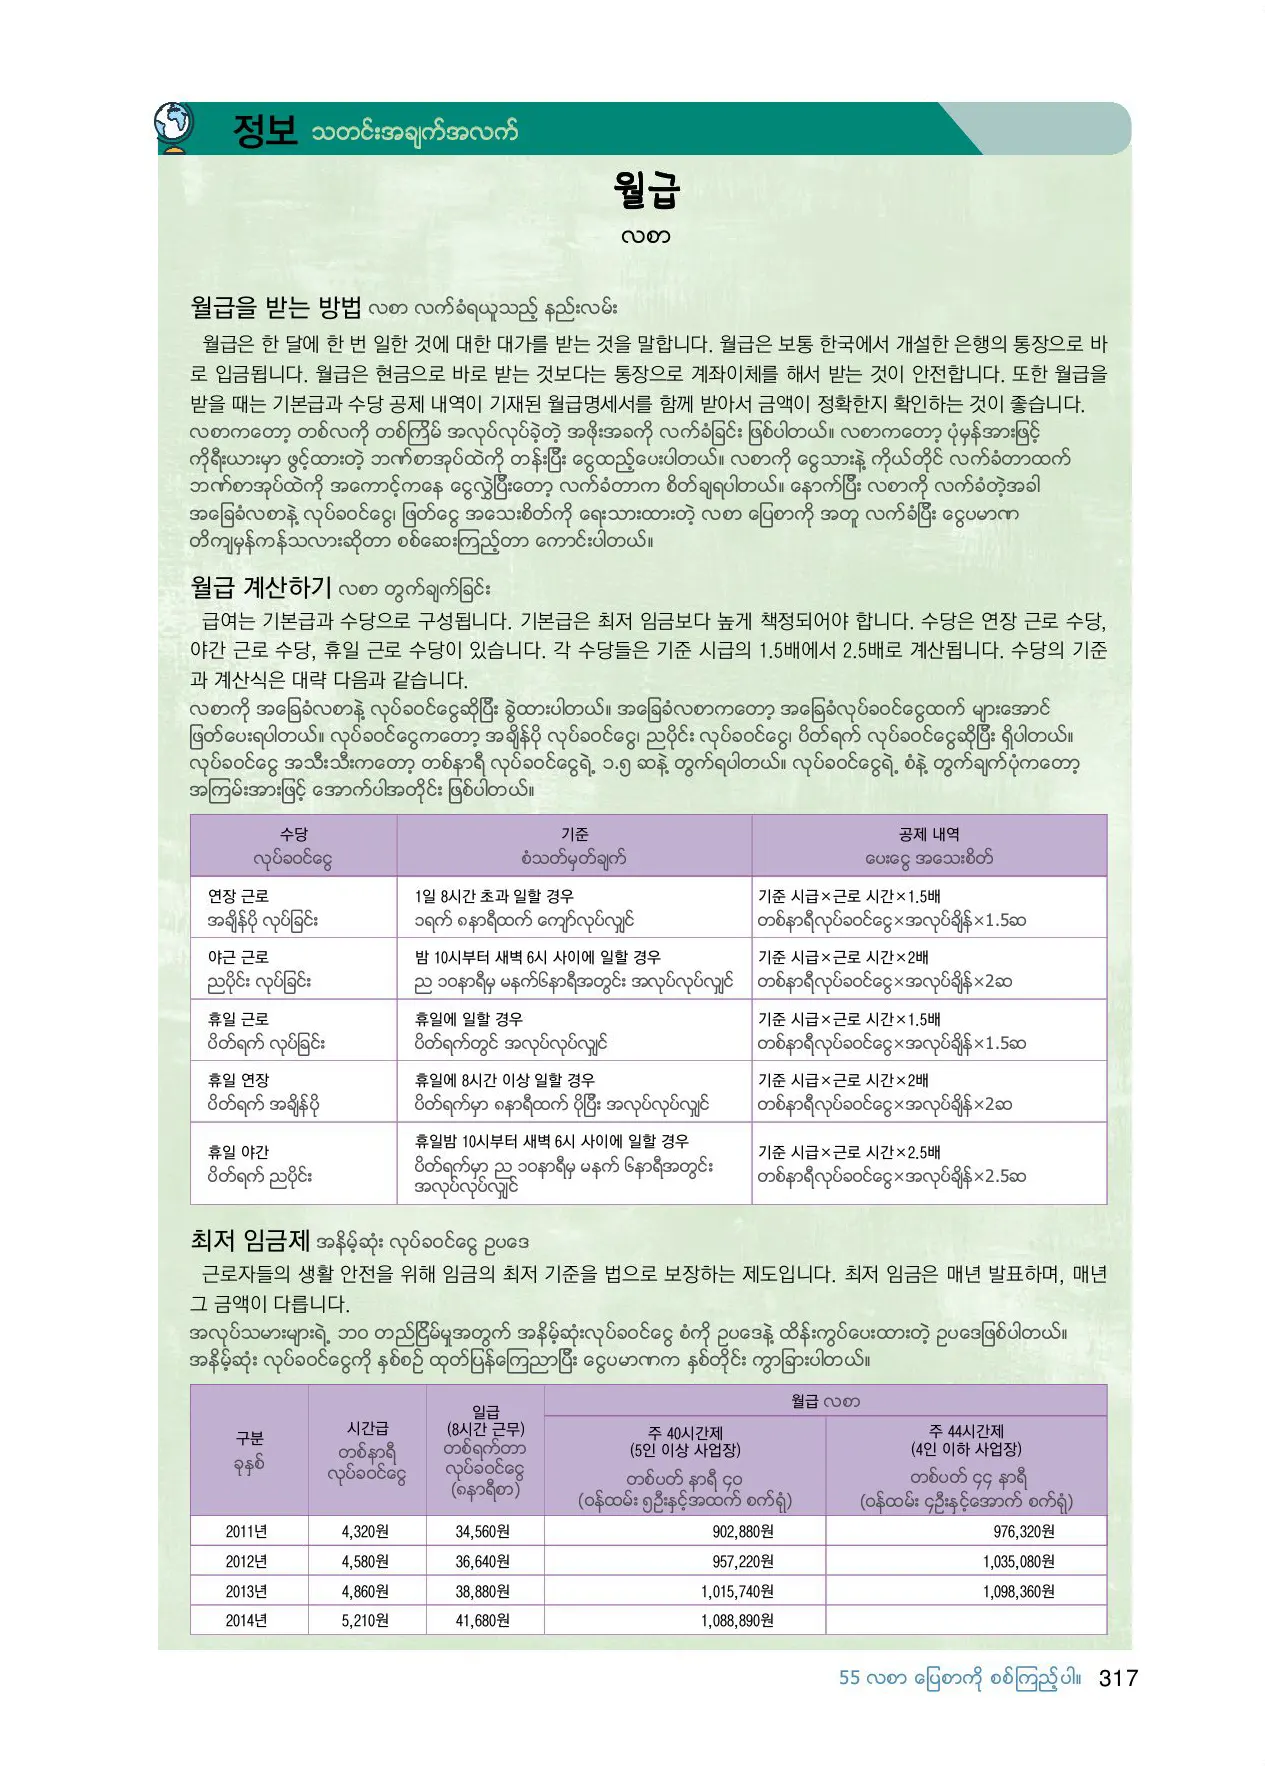 정보 သတင်းအချက်အလက်
월급
လစာ
월급을 받는 방법 လစာ လက်ခံရယူသည့် နည်းလမ်း
월급은 한 달에 한 번 일한 것에 대한 대가를 받는 것을 말합니다. 월급은 보통 한국에서 개설한 은행의 통장으로 바
로 입금됩니다. 월급은 현금으로 바로 받는 것보다는 통장으로 계좌이체를 해서 받는 것이 안전합니다. 또한 월급을
받을 때는 기본급과 수당 공제 내역이 기재된 월급명세서를 함께 받아서 금액이 정확한지 확인하는 것이 좋습니다.
လစာကတော့ တစ်လကို တစ်ကြိမ် အလုပ်လုပ်ခဲ့တဲ့ အဖိုးအခကို လက်ခံခြင်း ဖြစ်ပါတယ်။ လစာကတော့ ပုံမှန်အားဖြင့်
ကိုရီးယားမှာ ဖွင့်ထားတဲ့ ဘဏ်စာအုပ်ထဲကို တန်းပြီး ငွေထည့်ပေးပါတယ်။ လစာကို ငွေသားနဲ့ ကိုယ်တိုင် လက်ခံတာထက်
ဘဏ်စာအုပ်ထဲကို အကောင့်ကနေ ငွေလွှဲပြီးတော့ လက်ခံတာက စိတ်ချရပါတယ်။ နောက်ပြီး လစာကို လက်ခံတဲ့အခါ
အခြေခံလစာနဲ့ လုပ်ခဝင်ငွေ၊ ဖြတ်ငွေ အသေးစိတ်ကို ရေးသားထားတဲ့ လစာ ပြေစာကို အတူ လက်ခံပြီး ငွေပမာဏ
တိကျမှန်ကန်သလားဆိုတာ စစ်ဆေးကြည့်တာ ကောင်းပါတယ်။
월급 계산하기 လစာ တွက်ချက်ခြင်း
급여는 기본급과 수당으로 구성됩니다. 기본급은 최저 임금보다 높게 책정되어야 합니다. 수당은 연장 근로 수당,
야간 근로 수당, 휴일 근로 수당이 있습니다. 각 수당들은 기준 시급의 1.5배에서 2.5배로 계산됩니다. 수당의 기준
과 계산식은 대략 다음과 같습니다.
လစာကို အခြေခံလစာနဲ့ လုပ်ခဝင်ငွေဆိုပြီး ခွဲထားပါတယ်။ အခြေခံလစာကတော့ အခြေခံလုပ်ခဝင်ငွေထက် များအောင်
ဖြတ်ပေးရပါတယ်။ လုပ်ခဝင်ငွေကတော့ အချိန်ပို လုပ်ခဝင်ငွေ၊ ညပိုင်း လုပ်ခဝင်ငွေ၊ ပိတ်ရက် လုပ်ခဝင်ငွေဆိုပြီး ရှိပါတယ်။
လုပ်ခဝင်ငွေ အသီးသီးကတော့ တစ်နာရီ လုပ်ခဝင်ငွေရဲ့ ၁.၅ ဆနဲ့ တွက်ရပါတယ်။ လုပ်ခဝင်ငွေရဲ့ စံနဲ့ တွက်ချက်ပုံကတော့
အကြမ်းအားဖြင့် အောက်ပါအတိုင်း ဖြစ်ပါတယ်။
수당 기준 공제 내역
လုပ်ခဝင်ငွေ စံသတ်မှတ်ချက် ပေးငွေ အသေးစိတ်
연장 근로 1일 8시간 초과 일할 경우 기준 시급×근로 시간×1.5배
အချိန်ပို လုပ်ခြင်း ၁ရက် ၈နာရီထက် ကျော်လုပ်လျှင် တစ်နာရီလုပ်ခဝင်ငွေ×အလုပ်ချိန်×1.5ဆ
야근 근로 밤 10시부터 새벽 6시 사이에 일할 경우 기준 시급×근로 시간×2배
ညပိုင်း လုပ်ခြင်း ည ၁၀နာရီမှ မနက်၆နာရီအတွင်း အလုပ်လုပ်လျှင် တစ်နာရီလုပ်ခဝင်ငွေ×အလုပ်ချိန်×2ဆ
휴일 근로 휴일에 일할 경우 기준 시급×근로 시간×1.5배
ပိတ်ရက် လုပ်ခြင်း ပိတ်ရက်တွင် အလုပ်လုပ်လျှင် တစ်နာရီလုပ်ခဝင်ငွေ×အလုပ်ချိန်×1.5ဆ
휴일 연장 휴일에 8시간 이상 일할 경우 기준 시급×근로 시간×2배
ပိတ်ရက် အချိန်ပို ပိတ်ရက်မှာ ၈နာရီထက် ပိုပြီး အလုပ်လုပ်လျှင် တစ်နာရီလုပ်ခဝင်ငွေ×အလုပ်ချိန်×2ဆ
휴일 야간 휴일밤 10시부터 새벽 6시 사이에 일할 경우 기준 시급×근로 시간×2.5배
ပိတ်ရက် ညပိုင်း ပိတ်ရက်မှာ ည ၁၀နာရီမှ မနက် ၆နာရီအတွင်း တစ်နာရီလုပ်ခဝင်ငွေ×အလုပ်ချိန်×2.5ဆ
အလုပ်လုပ်လျှင်
최저 임금제 အနိမ့်ဆုံး လုပ်ခဝင်ငွေ ဥပဒေ
근로자들의 생활 안전을 위해 임금의 최저 기준을 법으로 보장하는 제도입니다. 최저 임금은 매년 발표하며, 매년
그 금액이 다릅니다.
အလုပ်သမားများရဲ့ ဘဝ တည်ငြိမ်မှုအတွက် အနိမ့်ဆုံးလုပ်ခဝင်ငွေ စံကို ဥပဒေနဲ့ ထိန်းကွပ်ပေးထားတဲ့ ဥပဒေဖြစ်ပါတယ်။
အနိမ့်ဆုံး လုပ်ခဝင်ငွေကို နှစ်စဉ် ထုတ်ပြန်ကြေညာပြီး ငွေပမာဏက နှစ်တိုင်း ကွာခြားပါတယ်။
구분
ခုနှစ်
시간급
တစ်နာရီ
လုပ်ခဝင်ငွေ
일급
(8시간 근무)
တစ်ရက်တာ
လုပ်ခဝင်ငွေ
(၈နာရီစာ)
월급 လစာ
주 40시간제
(5인 이상 사업장)
တစ်ပတ် နာရီ ၄၀
(ဝန်ထမ်း ၅ဦးနှင့်အထက် စက်ရုံ)
주 44시간제
(4인 이하 사업장)
တစ်ပတ် ၄၄ နာရီ
(ဝန်ထမ်း ၄ဦးနှင့်အောက် စက်ရုံ)
2011년 4,320원 34,560원 902,880원 976,320원
2012년 4,580원 36,640원 957,220원 1,035,080원
2013년 4,860원 38,880원 1,015,740원 1,098,360원
2014년 5,210원 41,680원 1,088,890원
55 လစာ ပြေစာကို စစ်ကြည့်ပါ။ 317